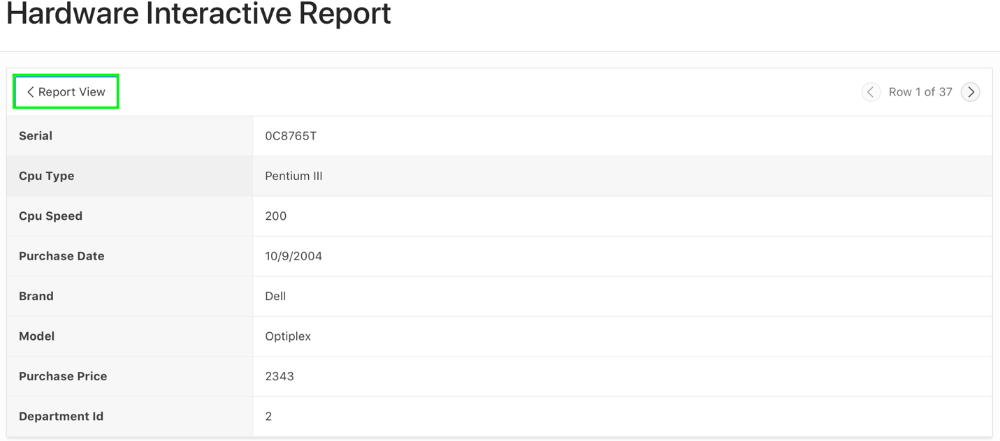 Hardware Interactive Report
Report View
Row 1 of 37
Serial 0C8765T
Cpu Type Pentium III
Cpu Speed 200
Purchase Date 10/9/2004
Brand Dell
Model Optiplex
Purchase Price 2343
Department Id 2